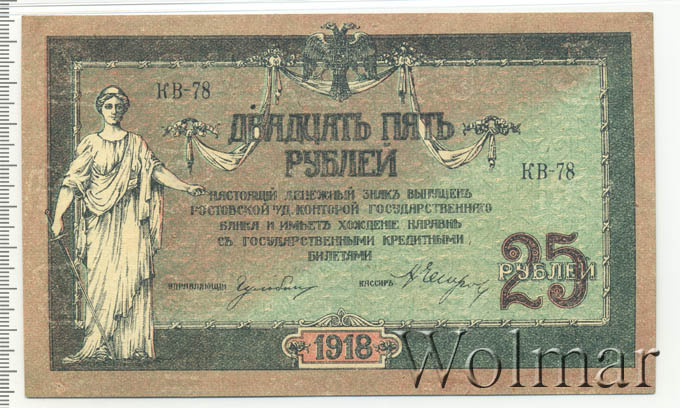 КВ-78
ДВАДЦАТЬ ПЯТЬ
РУБЛЕЙ
КВ-78
НАСТОЯЩІЙ ДЕНЕЖНЫЙ ЗНАКЪ ВЫПУЩЕНЪ
РОСТОВСКОЙ Н/Д. КОНТОРОЙ ГОСУДАРСТВЕННАГО
БАНКА И ИМѢЕТЪ ХОЖДЕНІЕ НАРАВНѢ
СЪ ГОСУДАРСТВЕННЫМИ КРЕДИТНЫМИ
БИЛЕТАМИ
25
РУБЛЕЙ
УПРАВЛЯЮЩІЙ
КАССИРЪ
1918
Wolmar